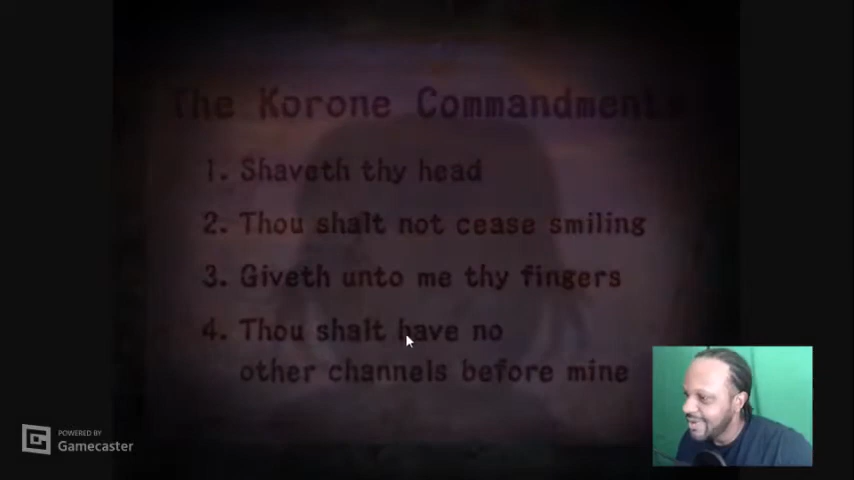 The Korone Commandments
1. Shaveth thy head
2. Thou shalt not cease smiling
3. Giveth unto me thy fingers
4. Thou shalt have no
other channels before mine
POWERED BY
Gamecaster